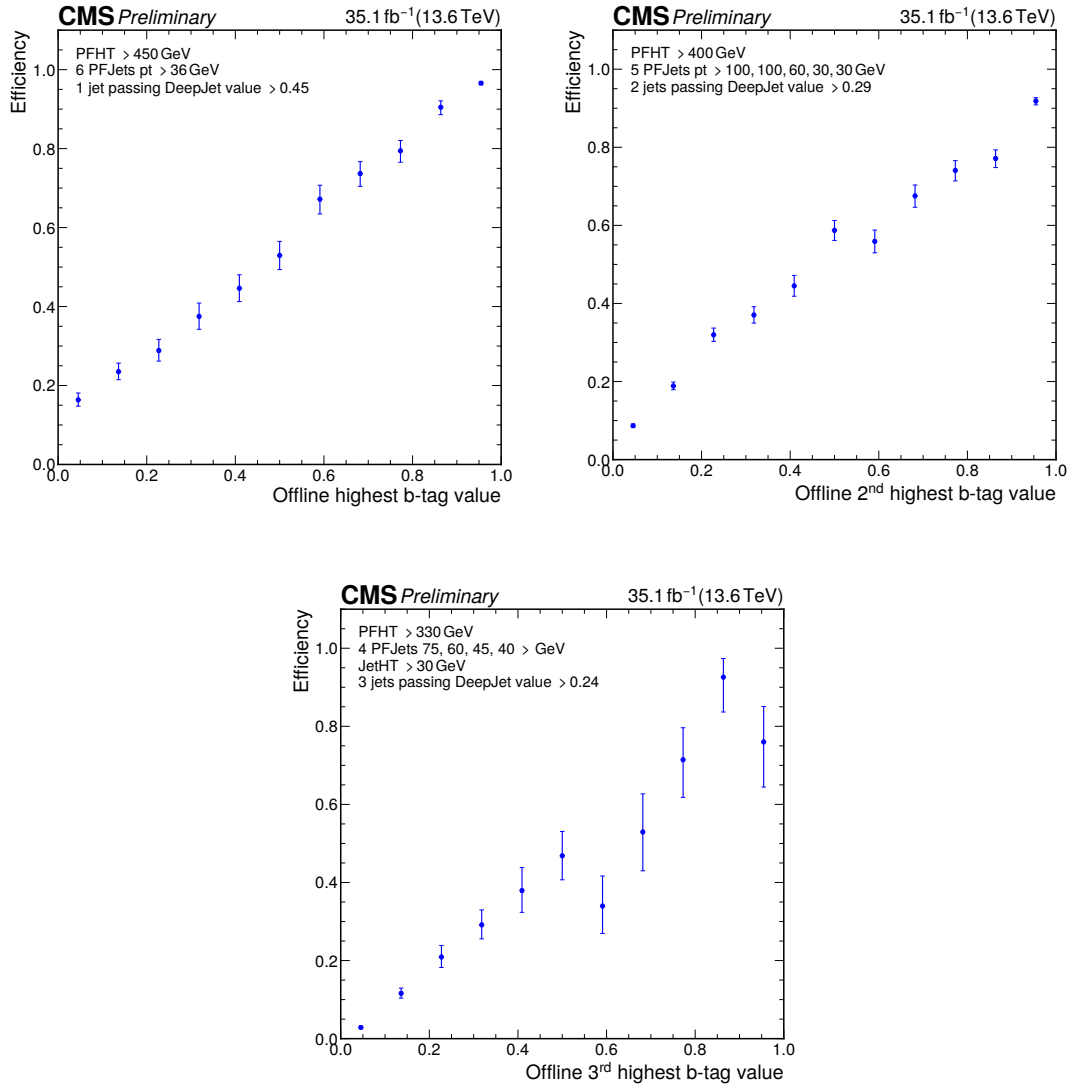 CMS Preliminary 35.1 fb⁻¹(13.6 TeV)
PFHT > 450 GeV
6 PFJets pt > 36 GeV
1 jet passing DeepJet value > 0.45
Efficiency
1.0
0.8
0.6
0.4
0.2
0.0
0.0 0.2 0.4 0.6 0.8 1.0
Offline highest b-tag value
CMS Preliminary 35.1 fb⁻¹(13.6 TeV)
PFHT > 400 GeV
5 PFJets pt > 100, 100, 60, 30, 30 GeV
2 jets passing DeepJet value > 0.29
Efficiency
1.0
0.8
0.6
0.4
0.2
0.0
0.0 0.2 0.4 0.6 0.8 1.0
Offline 2nd highest b-tag value
CMS Preliminary 35.1 fb⁻¹(13.6 TeV)
PFHT > 330 GeV
4 PFJets 75, 60, 45, 40 > GeV
JetHT > 30 GeV
3 jets passing DeepJet value > 0.24
Efficiency
1.0
0.8
0.6
0.4
0.2
0.0
0.0 0.2 0.4 0.6 0.8 1.0
Offline 3rd highest b-tag value